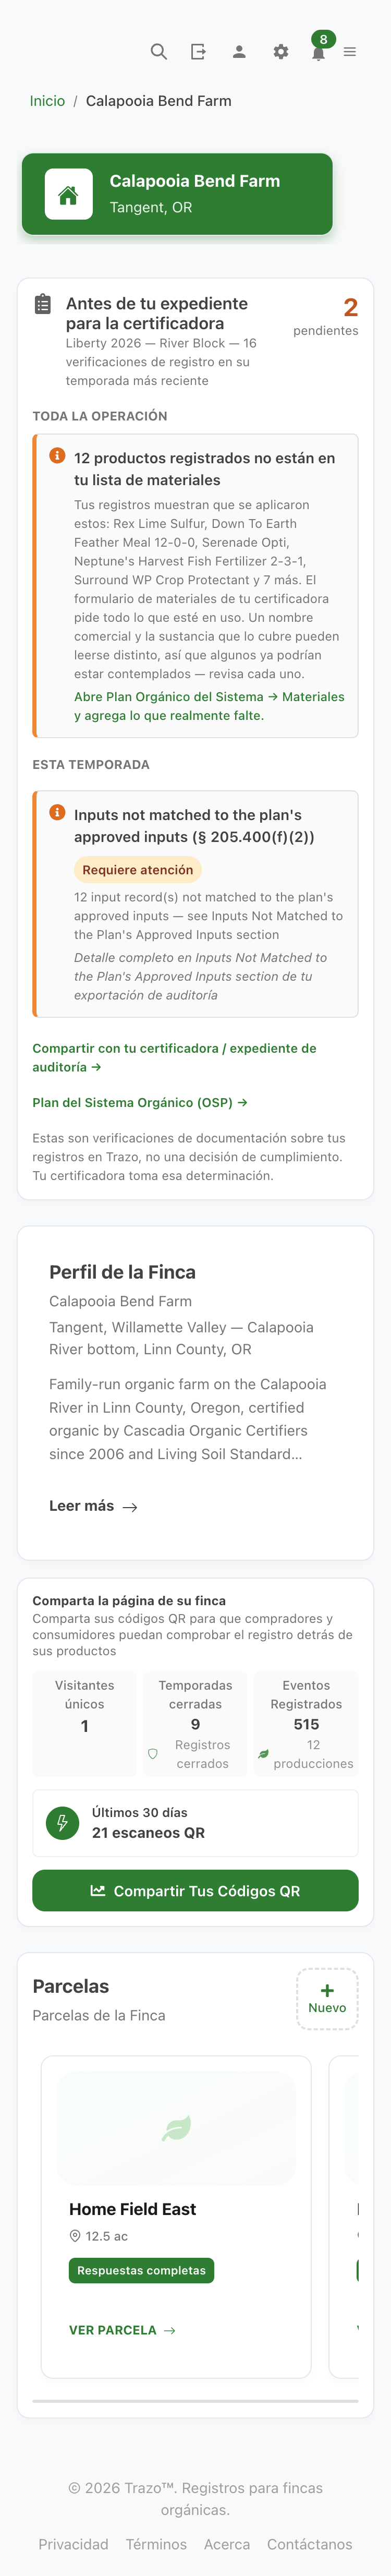 8
Inicio / Calapooia Bend Farm
Calapooia Bend Farm
Tangent, OR
Antes de tu expediente
para la certificadora
2
pendientes
Liberty 2026 — River Block — 16
verificaciones de registro en su
temporada más reciente
TODA LA OPERACIÓN
12 productos registrados no están en
tu lista de materiales
Tus registros muestran que se aplicaron
estos: Rex Lime Sulfur, Down To Earth
Feather Meal 12-0-0, Serenade Opti,
Neptune's Harvest Fish Fertilizer 2-3-1,
Surround WP Crop Protectant y 7 más. El
formulario de materiales de tu certificadora
pide todo lo que esté en uso. Un nombre
comercial y la sustancia que lo cubre pueden
leerse distinto, así que algunos ya podrían
estar contemplados — revisa cada uno.
Abre Plan Orgánico del Sistema → Materiales
y agrega lo que realmente falte.
ESTA TEMPORADA
Inputs not matched to the plan's
approved inputs (§ 205.400(f)(2))
Requiere atención
12 input record(s) not matched to the plan's
approved inputs — see Inputs Not Matched to
the Plan's Approved Inputs section
Detalle completo en Inputs Not Matched to
the Plan's Approved Inputs section de tu
exportación de auditoría
Compartir con tu certificadora / expediente de
auditoría →
Plan del Sistema Orgánico (OSP) →
Estas son verificaciones de documentación sobre tus
registros en Trazo, no una decisión de cumplimiento.
Tu certificadora toma esa determinación.
Perfil de la Finca
Calapooia Bend Farm
Tangent, Willamette Valley — Calapooia
River bottom, Linn County, OR
Family-run organic farm on the Calapooia
River in Linn County, Oregon, certified
organic by Cascadia Organic Certifiers
since 2006 and Living Soil Standard...
Leer más →
Comparta la página de su finca
Comparta sus códigos QR para que compradores y
consumidores puedan comprobar el registro detrás de
sus productos
Visitantes
únicos
1
Temporadas
cerradas
9
Registros
cerrados
Eventos
Registrados
515
12
producciones
Últimos 30 días
21 escaneos QR
Compartir Tus Códigos QR
Parcelas
Parcelas de la Finca
+
Nuevo
Home Field East
12.5 ac
Respuestas completas
VER PARCELA →
© 2026 Trazo™. Registros para fincas
orgánicas.
Privacidad Términos Acerca Contáctanos